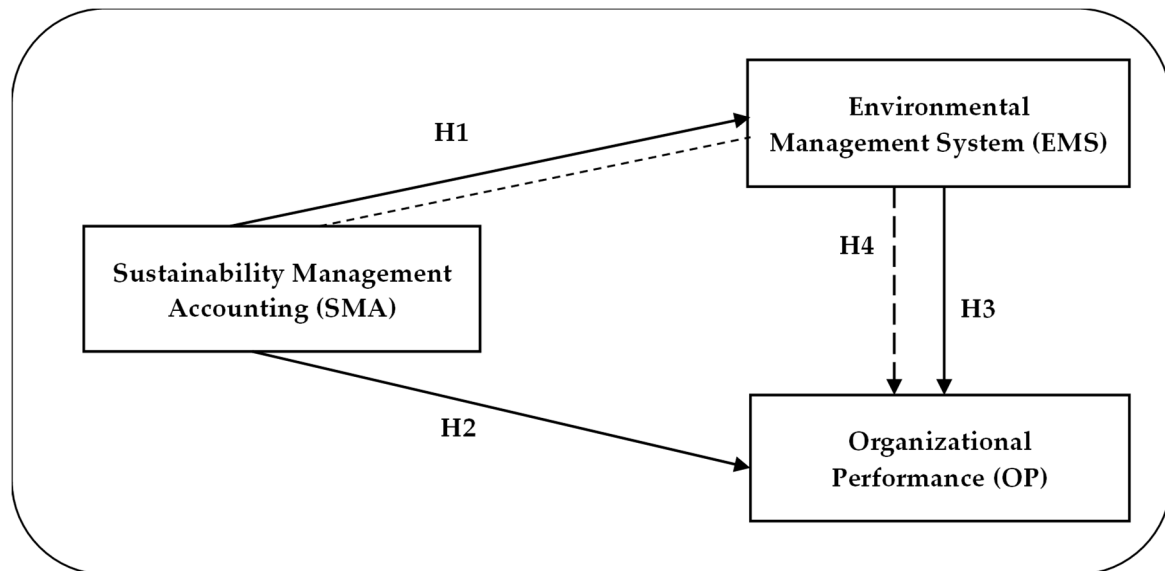 H1
Environmental
Management System (EMS)
Sustainability Management
Accounting (SMA)
H4
H3
H2
Organizational
Performance (OP)